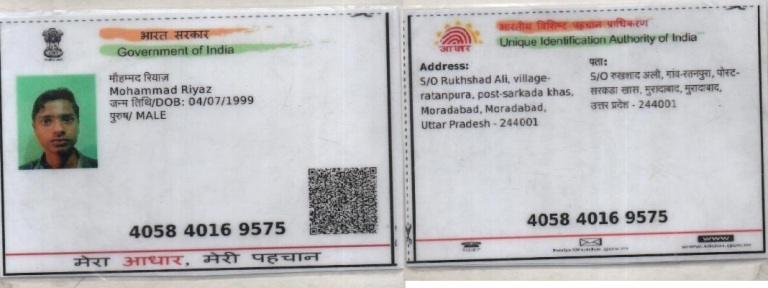 भारत सरकार
Government of India
मौहम्मद रियाज़
Mohammad Riyaz
जन्म तिथि/DOB: 04/07/1999
पुरुष/ MALE
4058 4016 9575
मेरा आधार, मेरी पहचान
भारतीय विशिष्ट पहचान प्राधिकरण
Unique Identification Authority of India
आधार
Address:
S/O Rukhshad Ali, village-
ratanpura, post-sarkada khas,
Moradabad, Moradabad,
Uttar Pradesh - 244001
पता:
S/O रुखशाद अली, गांव-रतनपुरा, पोस्ट-
सरकडा खास, मुरादाबाद, मुरादाबाद,
उत्तर प्रदेश - 244001
4058 4016 9575
www